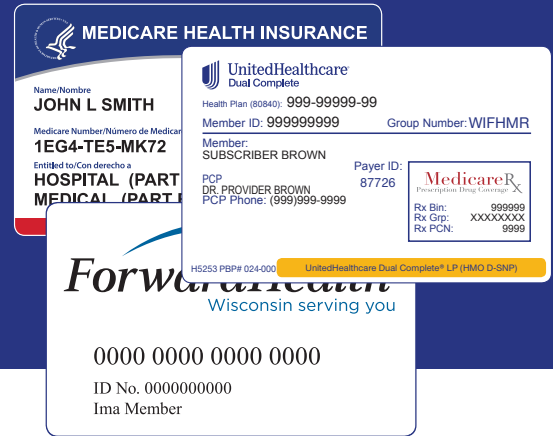 MEDICARE HEALTH INSURANCE
Name/Nombre
JOHN L SMITH
Medicare Number/Número de Medicar
1EG4-TE5-MK72
Entitled to/Con derecho a
HOSPITAL (PART
MEDICAL (PART
UnitedHealthcare®
Dual Complete
Health Plan (80840): 999-99999-99
Member ID: 999999999 Group Number: WIFHMR
Member:
SUBSCRIBER BROWN
Payer ID:
87726
PCP
DR. PROVIDER BROWN
PCP Phone: (999)999-9999
MedicareRx
Prescription Drug Coverage
Rx Bin: 999999
Rx Grp: XXXXXXXX
Rx PCN: 9999
H5253 PBP# 024-000
UnitedHealthcare Dual Complete® LP (HMO D-SNP)
ForwardHealth
Wisconsin serving you
0000 0000 0000 0000
ID No. 0000000000
Ima Member